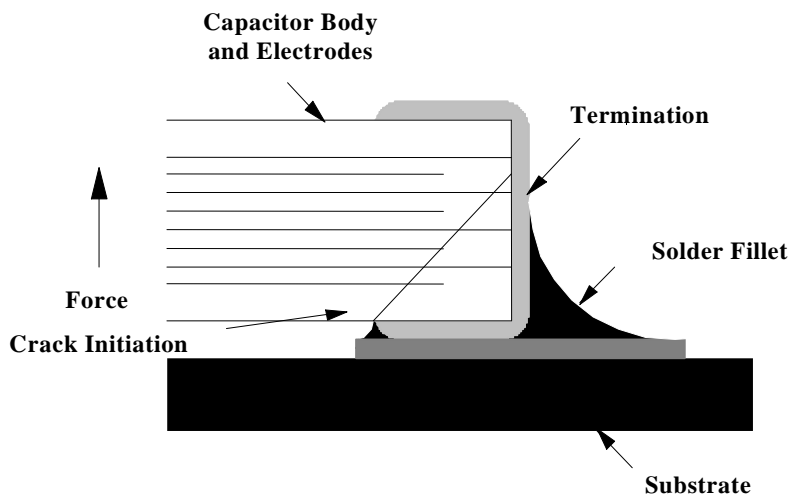 Capacitor Body
and Electrodes
Termination
Solder Fillet
Force
Crack Initiation
Substrate